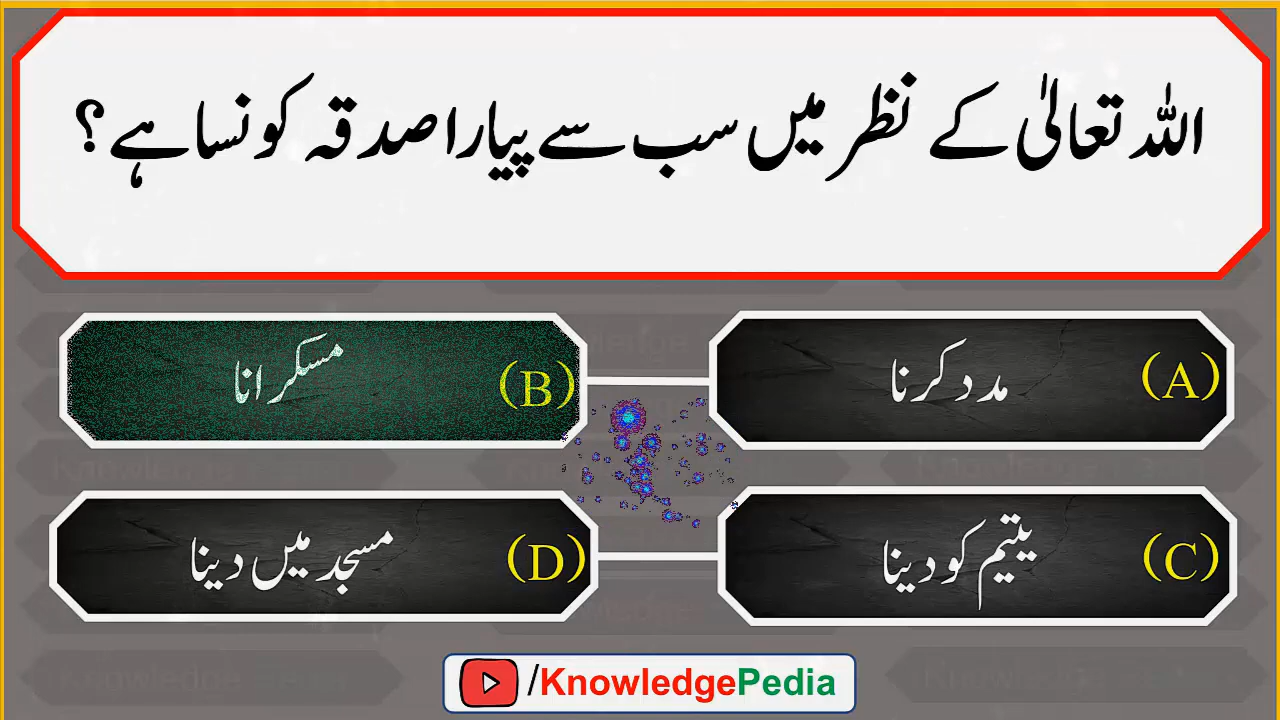 اللہ تعالیٰ کے نظر میں سب سے پیارا صدقہ کونسا ہے؟
(A) مدد کرنا
(B) مسکرانا
(C) یتیم کو دینا
(D) مسجد میں دینا
/KnowledgePedia